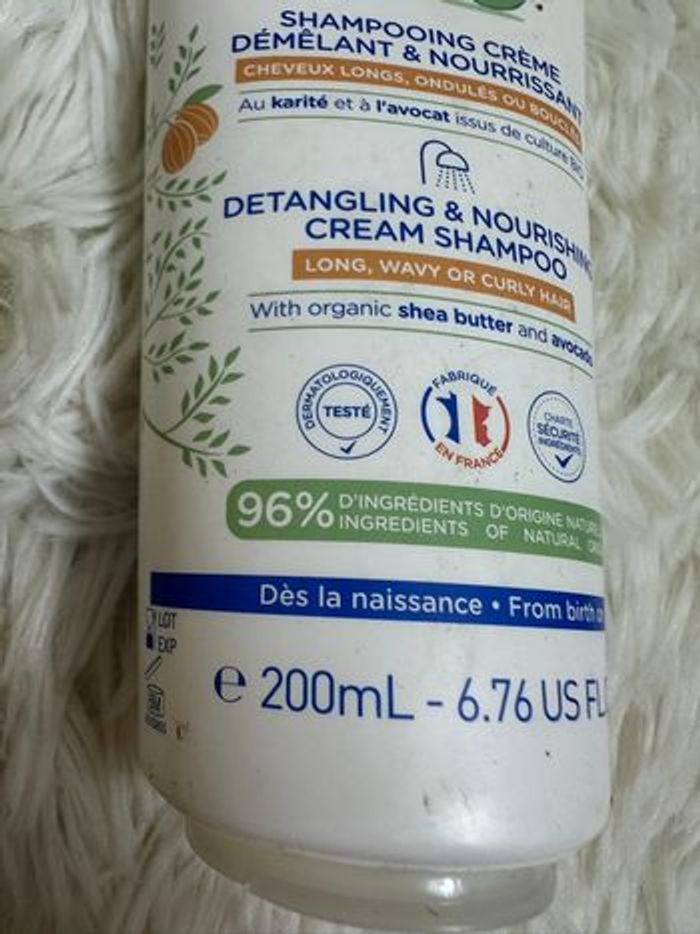 SHAMPOOING CRÈME
DÉMÊLANT & NOURRISSANT
CHEVEUX LONGS, ONDULÉS OU BOUCLÉS
Au karité et à l'avocat issus de culture
DETANGLING & NOURISHING
CREAM SHAMPOO
LONG, WAVY OR CURLY HAIR
With organic shea butter and avocado
DERMATOLOGIQUEMENT
TESTÉ
FABRIQUÉ
EN FRANCE
CHARTE
SÉCURITÉ
INGRÉDIENTS
96% D'INGRÉDIENTS D'ORIGINE
INGREDIENTS OF NATURAL
Dès la naissance • From birth
LOT
EXP
℮ 200mL - 6.76 US FL